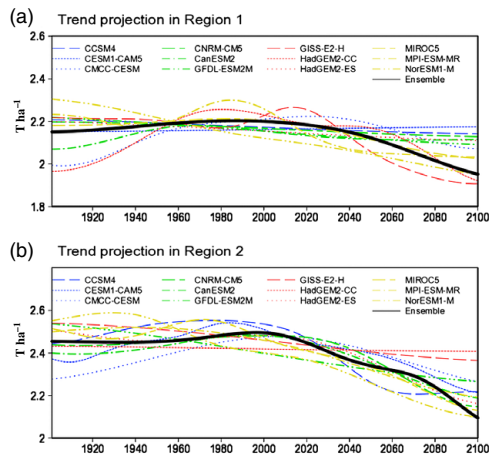 (a) Trend projection in Region 1
CCSM4 CNRM-CM5 GISS-E2-H MIROC5
CESM1-CAM5 CanESM2 HadGEM2-CC MPI-ESM-MR
CMCC-CESM GFDL-ESM2M HadGEM2-ES NorESM1-M
Ensemble
T ha⁻¹
2.6
2.4
2.2
2
1.8
1920 1940 1960 1980 2000 2020 2040 2060 2080 2100
(b) Trend projection in Region 2
CCSM4 CNRM-CM5 GISS-E2-H MIROC5
CESM1-CAM5 CanESM2 HadGEM2-CC MPI-ESM-MR
CMCC-CESM GFDL-ESM2M HadGEM2-ES NorESM1-M
Ensemble
T ha⁻¹
2.6
2.4
2.2
2
1920 1940 1960 1980 2000 2020 2040 2060 2080 2100